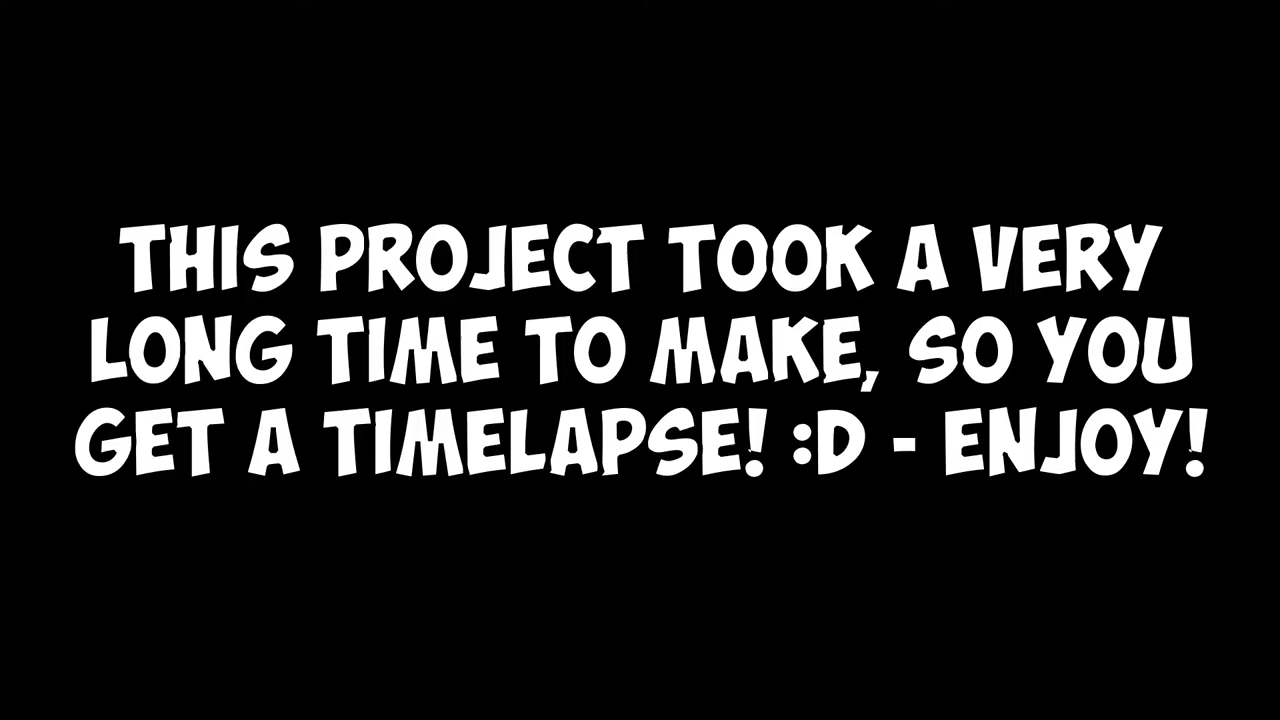 THIS PROJECT TOOK A VERY
LONG TIME TO MAKE, SO YOU
GET A TIMELAPSE! :D - ENJOY!